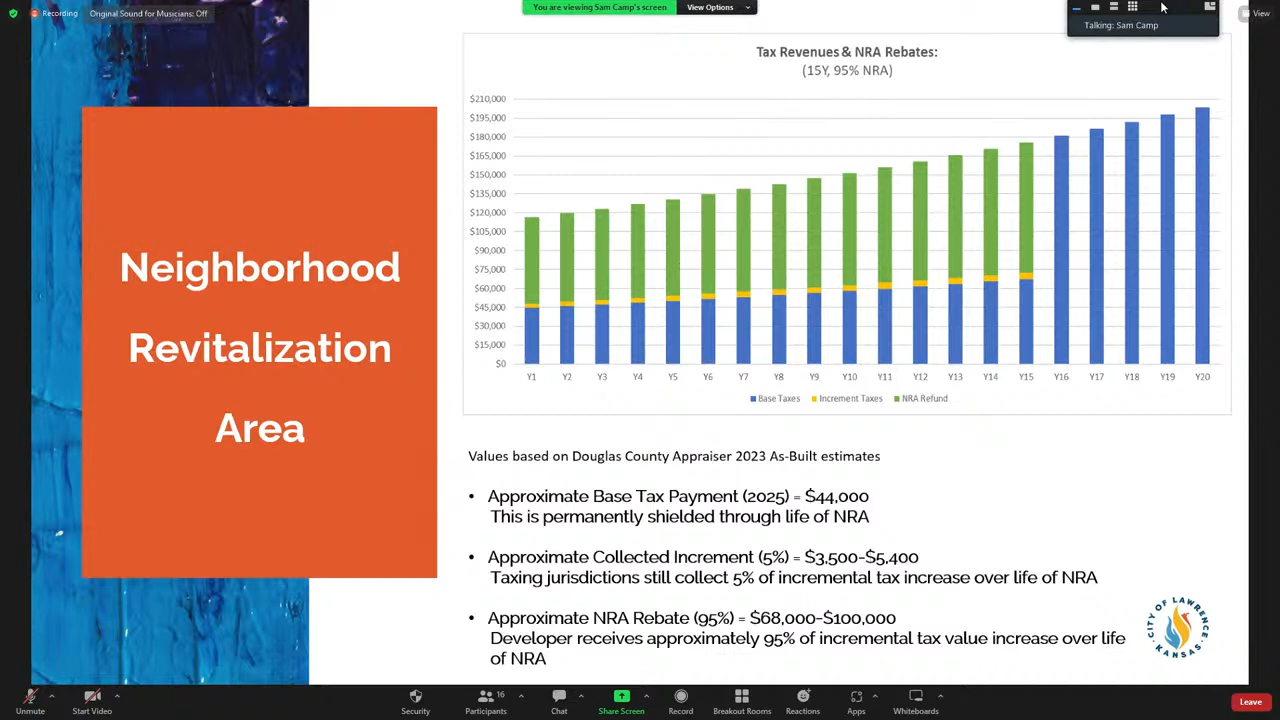 Recording
Original Sound for Musicians: Off
You are viewing Sam Camp's screen
View Options
Talking: Sam Camp
View
Neighborhood
Revitalization
Area
Tax Revenues & NRA Rebates:
(15Y, 95% NRA)
$210,000
$195,000
$180,000
$165,000
$150,000
$135,000
$120,000
$105,000
$90,000
$75,000
$60,000
$45,000
$30,000
$15,000
$0
Y1 Y2 Y3 Y4 Y5 Y6 Y7 Y8 Y9 Y10 Y11 Y12 Y13 Y14 Y15 Y16 Y17 Y18 Y19 Y20
Base Taxes Increment Taxes NRA Refund
Values based on Douglas County Appraiser 2023 As-Built estimates
• Approximate Base Tax Payment (2025) = $44,000
This is permanently shielded through life of NRA
• Approximate Collected Increment (5%) = $3,500-$5,400
Taxing jurisdictions still collect 5% of incremental tax increase over life of NRA
• Approximate NRA Rebate (95%) = $68,000-$100,000
Developer receives approximately 95% of incremental tax value increase over life
of NRA
CITY OF LAWRENCE
KANSAS
Unmute
Start Video
Security
Participants
16
Chat
Share Screen
Record
Breakout Rooms
Reactions
Apps
Whiteboards
Leave